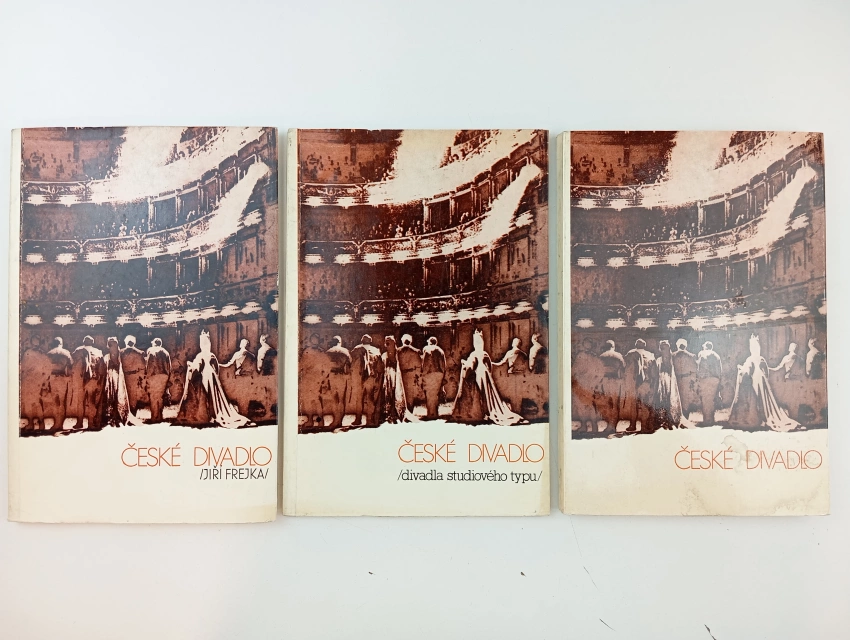 ČESKÉ DIVADLO
/JIŘÍ FREJKA/
ČESKÉ DIVADLO
/divadla studiového typu/
ČESKÉ DIVADLO